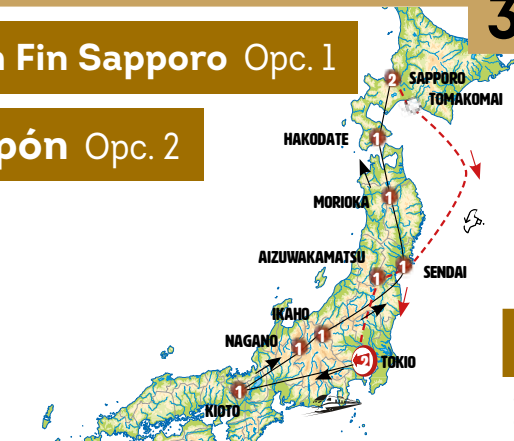 3
Fin Sapporo Opc. 1
pón Opc. 2
2 SAPPORO
TOMAKOMAI
HAKODATE 1
MORIOKA 1
AIZUWAKAMATSU
1 1 SENDAI
IKAHO
NAGANO 1
1
2 TOKIO
1
KIOTO